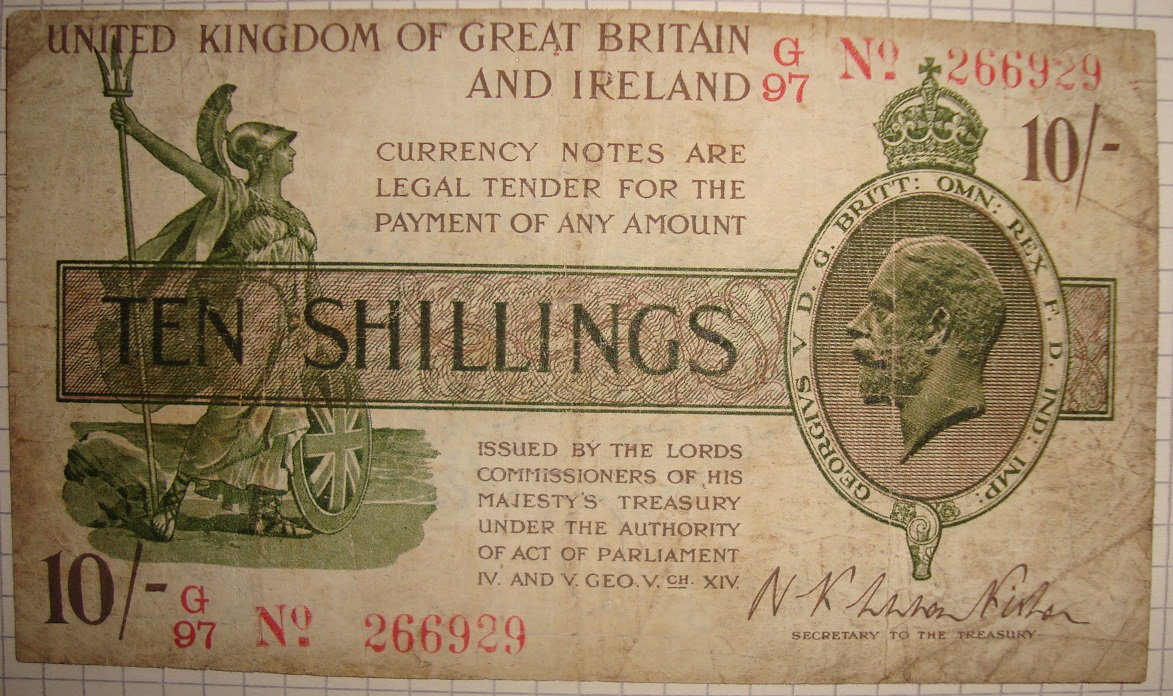 UNITED KINGDOM OF GREAT BRITAIN
AND IRELAND
G
97
Nº 266929
10/-
CURRENCY NOTES ARE
LEGAL TENDER FOR THE
PAYMENT OF ANY AMOUNT
TEN SHILLINGS
GEORGIVS V D. G. BRITT: OMN: REX F. D. IND: IMP:
ISSUED BY THE LORDS
COMMISSIONERS OF HIS
MAJESTY'S TREASURY
UNDER THE AUTHORITY
OF ACT OF PARLIAMENT
IV. AND V. GEO. V. CH. XIV.
10/-
G
97
Nº 266929
SECRETARY TO THE TREASURY